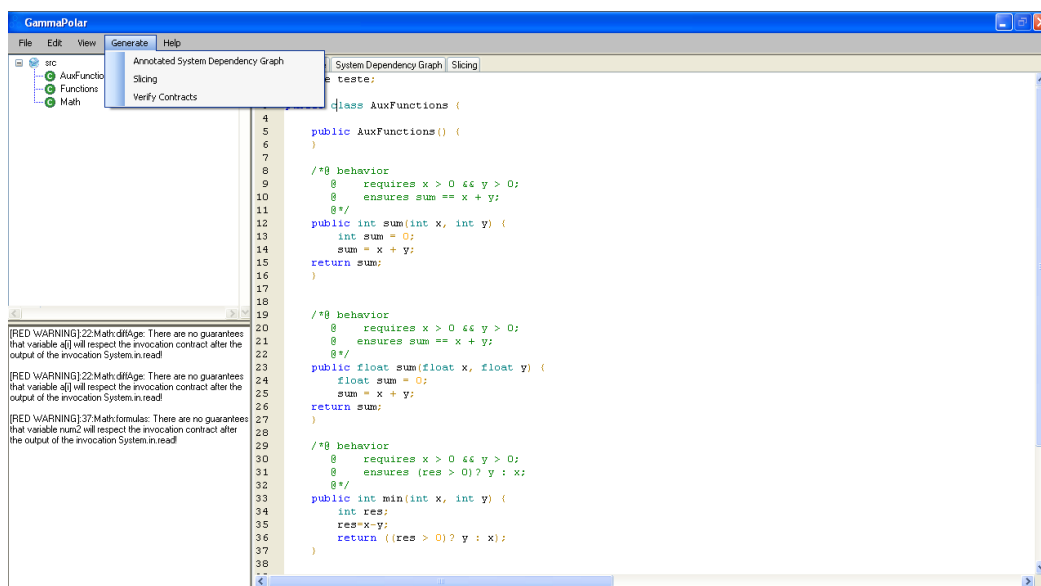 GammaPolar
File Edit View Generate Help
Annotated System Dependency Graph
Slicing
Verify Contracts
src
AuxFunctio
Functions
Math
System Dependency Graph Slicing
e teste;
class AuxFunctions {
4
5 public AuxFunctions() {
6 }
7
8 /*@ behavior
9 @ requires x > 0 && y > 0;
10 @ ensures sum == x + y;
11 @*/
12 public int sum(int x, int y) {
13 int sum = 0;
14 sum = x + y;
15 return sum;
16 }
17
18
19 /*@ behavior
20 @ requires x > 0 && y > 0;
21 @ ensures sum == x + y;
22 @*/
23 public float sum(float x, float y) {
24 float sum = 0;
25 sum = x + y;
26 return sum;
27 }
28
29 /*@ behavior
30 @ requires x > 0 && y > 0;
31 @ ensures (res > 0)? y : x;
32 @*/
33 public int min(int x, int y) {
34 int res;
35 res=x-y;
36 return ((res > 0)? y : x);
37 }
38
[RED WARNING]:22:Math:diffAge: There are no guarantees
that variable a[i] will respect the invocation contract after the
output of the invocation System.in.read!
[RED WARNING]:22:Math:diffAge: There are no guarantees
that variable a[i] will respect the invocation contract after the
output of the invocation System.in.read!
[RED WARNING]:37:Math:formulas: There are no guarantees
that variable num2 will respect the invocation contract after
the output of the invocation System.in.read!